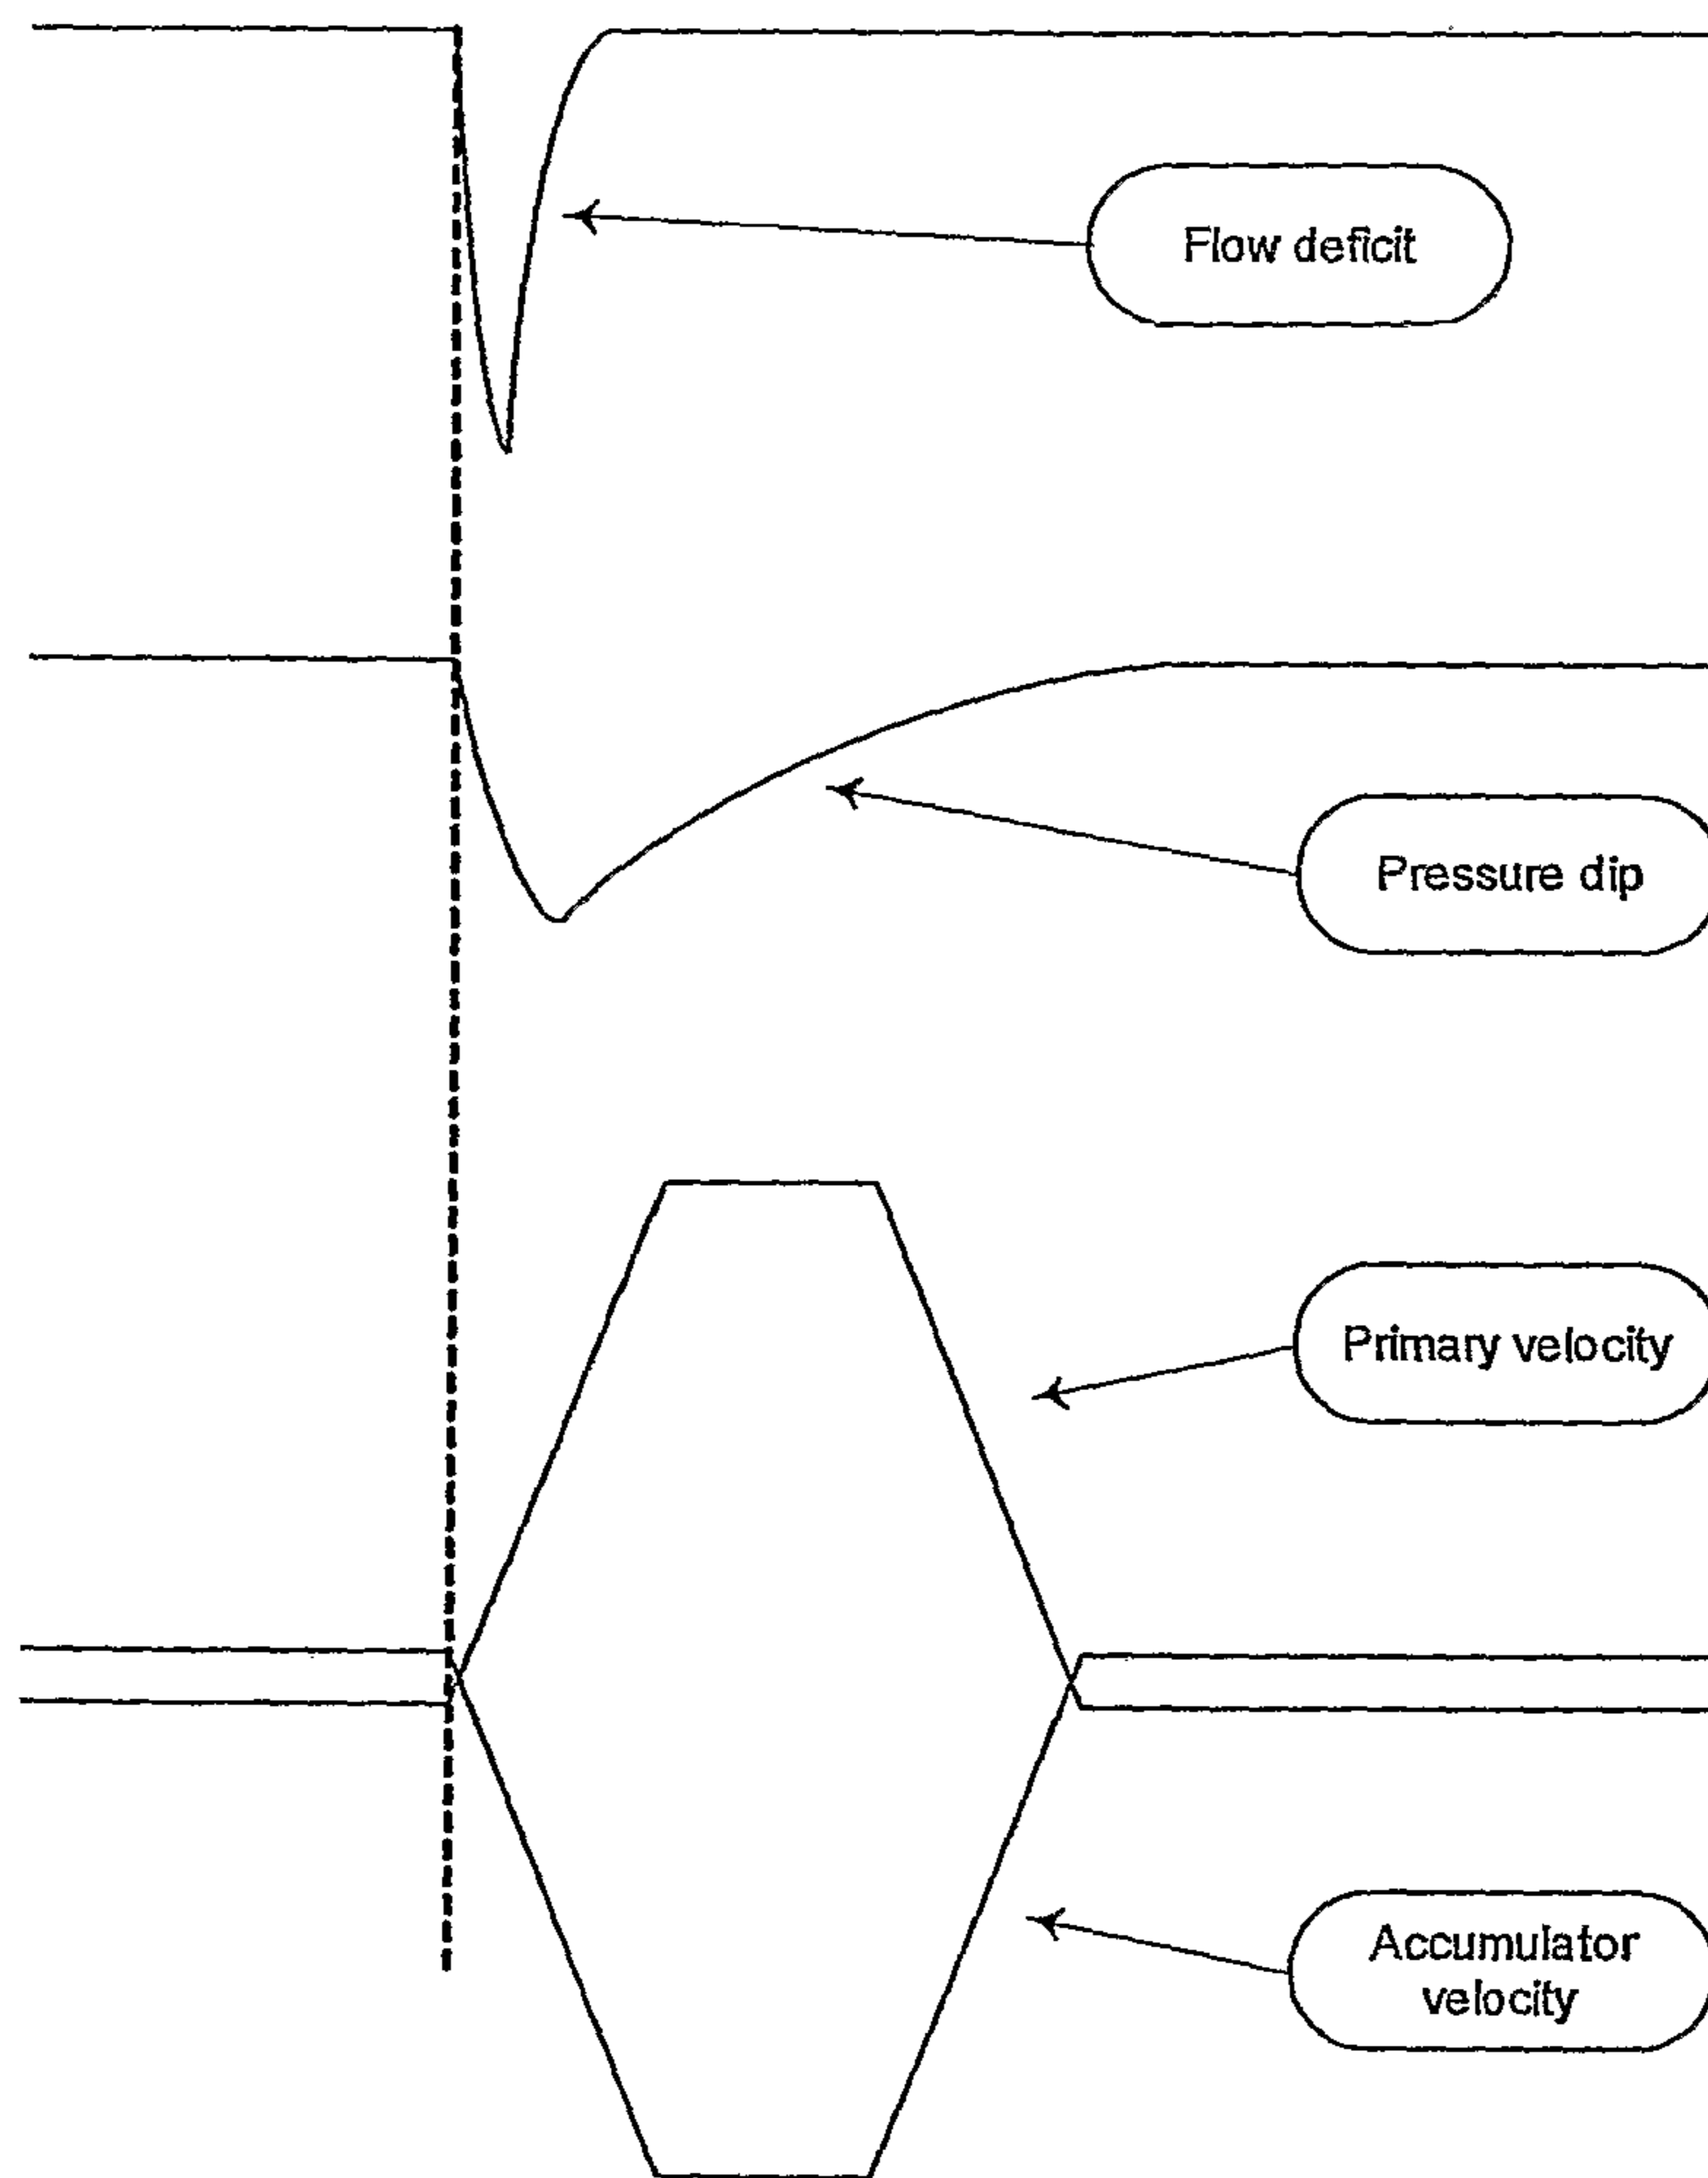 Flow deficit
Pressure dip
Primary velocity
Accumulator
velocity